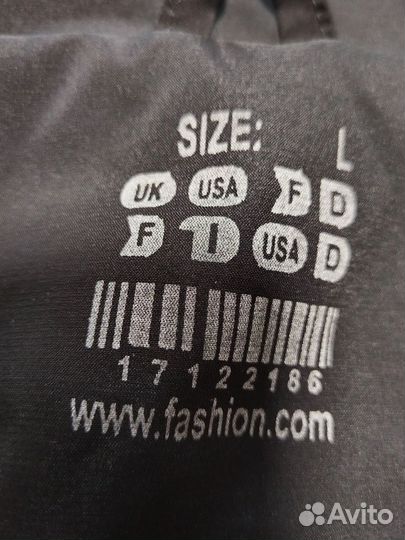 SIZE: L
UK USA F D
F I USA D
17122186
www.fashion.com
Avito